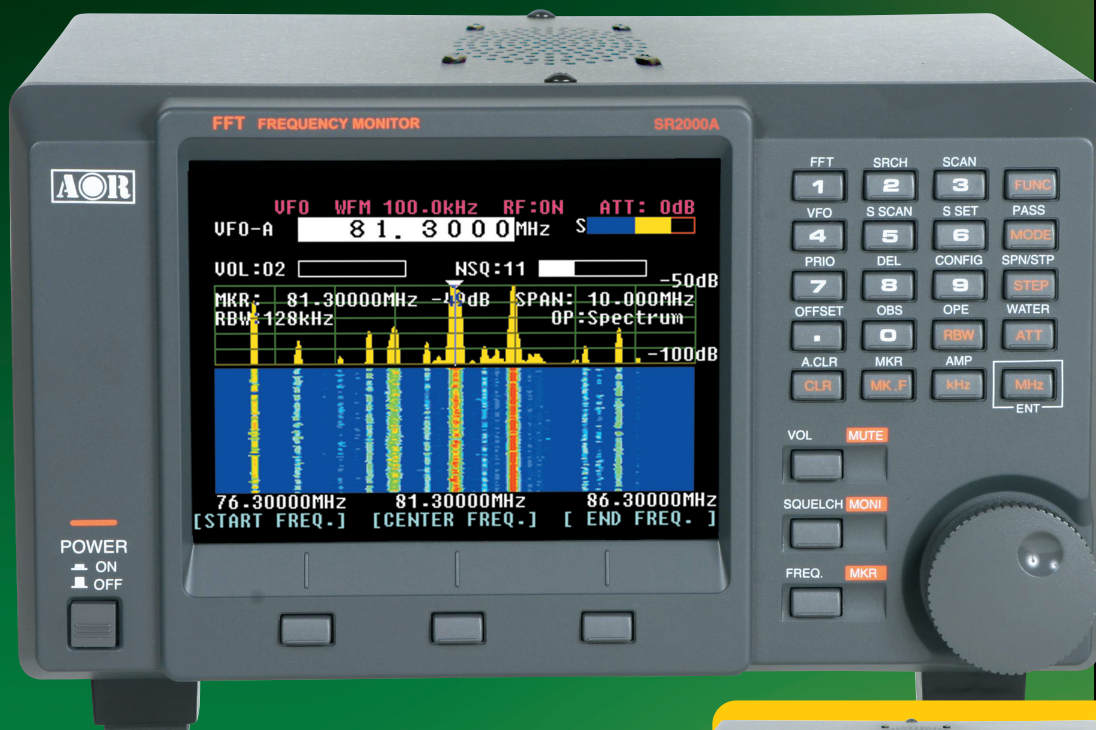 FFT FREQUENCY MONITOR
SR2000A
AOR
VFO WFM 100.0kHz RF:ON ATT: 0dB
VFO-A 81.3000MHz S
VOL:02 NSQ:11
-50dB
MKR: 81.30000MHz -49dB SPAN: 10.000MHz
RBW:128kHz OP:Spectrum
-100dB
76.30000MHz 81.30000MHz 86.30000MHz
[START FREQ.] [CENTER FREQ.] [ END FREQ. ]
POWER
ON
OFF
FFT SRCH SCAN
1 2 3 FUNC
VFO S SCAN S SET PASS
4 5 6 MODE
PRIO DEL CONFIG SPN/STP
7 8 9 STEP
OFFSET OBS OPE WATER
. 0 RBW ATT
A.CLR MKR AMP
CLR MK.F kHz MHz
ENT
VOL MUTE
SQUELCH MONI
FREQ. MKR